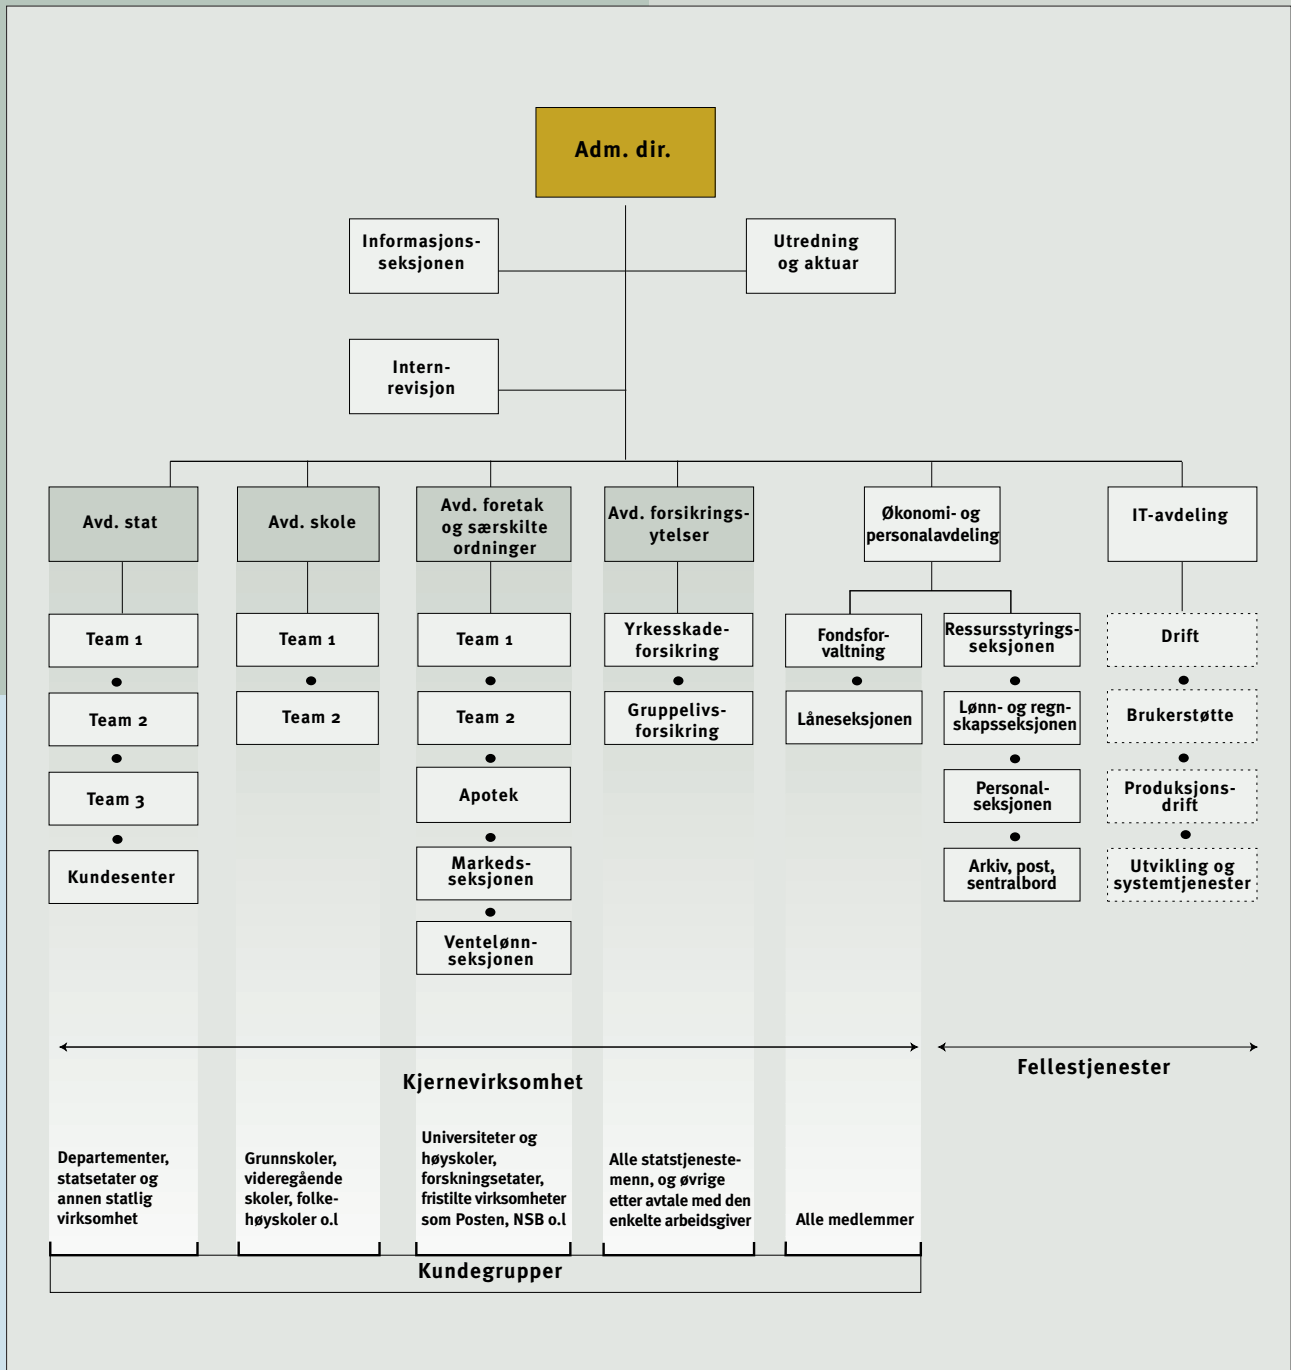 Adm. dir.
Informasjons-
seksjonen
Utredning
og aktuar
Intern-
revisjon
Avd. stat
Avd. skole
Avd. foretak
og særskilte
ordninger
Avd. forsikrings-
ytelser
Økonomi- og
personalavdeling
IT-avdeling
Team 1
Team 2
Team 3
Kundesenter
Team 1
Team 2
Team 1
Team 2
Apotek
Markeds-
seksjonen
Ventelønn-
seksjonen
Yrkesskade-
forsikring
Gruppelivs-
forsikring
Fondsfor-
valtning
Låneseksjonen
Ressursstyrings-
seksjonen
Lønn- og regn-
skapsseksjonen
Personal-
seksjonen
Arkiv, post,
sentralbord
Drift
Brukerstøtte
Produksjons-
drift
Utvikling og
systemtjenester
Kjernevirksomhet
Fellestjenester
Departementer,
statsetater og
annen statlig
virksomhet
Grunnskoler,
videregående
skoler, folke-
høyskoler o.l
Universiteter og
høyskoler,
forskningsetater,
fristilte virksomheter
som Posten, NSB o.l
Alle statstjeneste-
menn, og øvrige
etter avtale med den
enkelte arbeidsgiver
Alle medlemmer
Kundegrupper